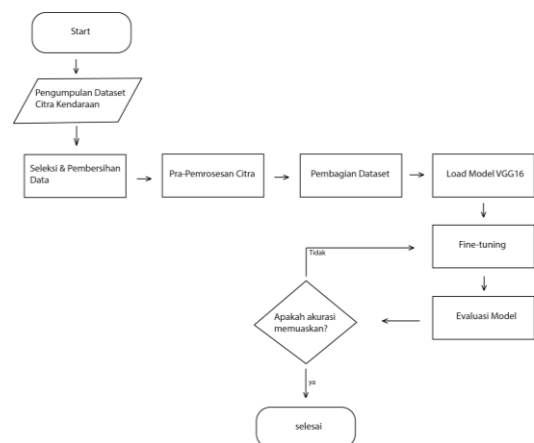 Start
Pengumpulan Dataset
Citra Kendaraan
Seleksi & Pembersihan
Data
Pra-Pemrosesan Citra
Pembagian Dataset
Load Model VGG16
Fine-tuning
Evaluasi Model
Tidak
Apakah akurasi
memuaskan?
ya
selesai